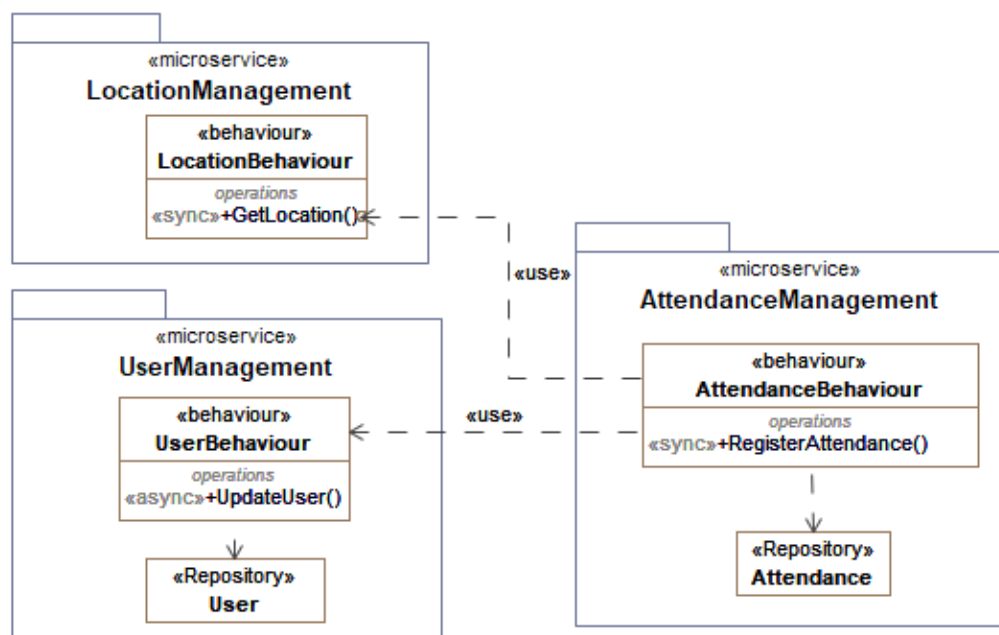 «microservice»
LocationManagement
«behaviour»
LocationBehaviour
operations
«sync»+GetLocation()
«use»
«microservice»
AttendanceManagement
«behaviour»
AttendanceBehaviour
operations
«sync»+RegisterAttendance()
«Repository»
Attendance
«microservice»
UserManagement
«behaviour»
UserBehaviour
operations
«async»+UpdateUser()
«use»
«Repository»
User